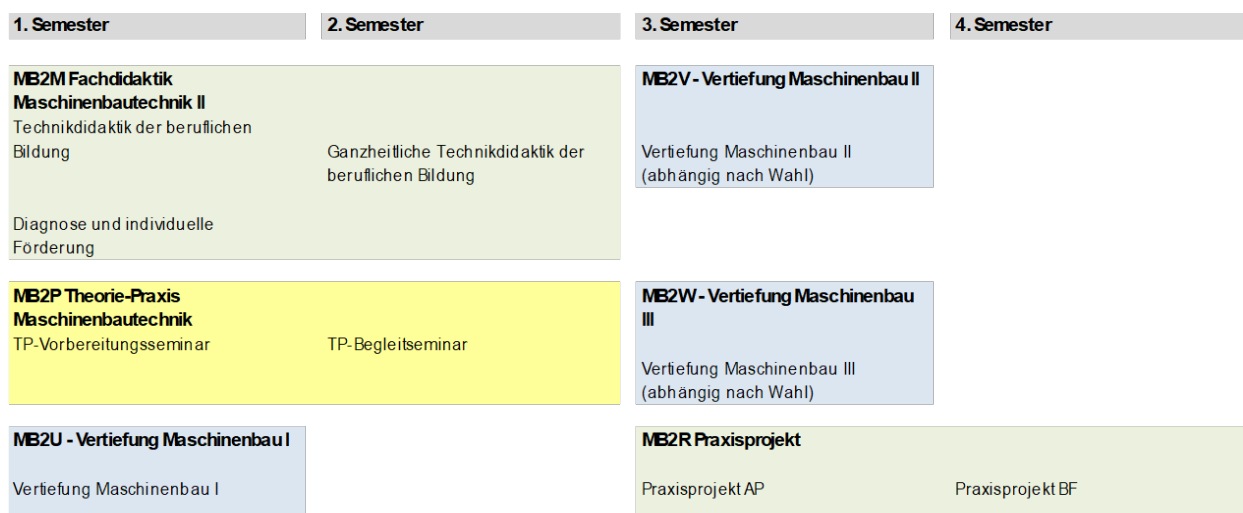 1. Semester
2. Semester
3. Semester
4. Semester
MB2M Fachdidaktik
Maschinenbautechnik II
Technikdidaktik der beruflichen
Bildung
Ganzheitliche Technikdidaktik der
beruflichen Bildung
Diagnose und individuelle
Förderung
MB2V - Vertiefung Maschinenbau II
Vertiefung Maschinenbau II
(abhängig nach Wahl)
MB2P Theorie-Praxis
Maschinenbautechnik
TP-Vorbereitungsseminar
TP-Begleitseminar
MB2W - Vertiefung Maschinenbau
III
Vertiefung Maschinenbau III
(abhängig nach Wahl)
MB2U - Vertiefung Maschinenbau I
Vertiefung Maschinenbau I
MB2R Praxisprojekt
Praxisprojekt AP
Praxisprojekt BF